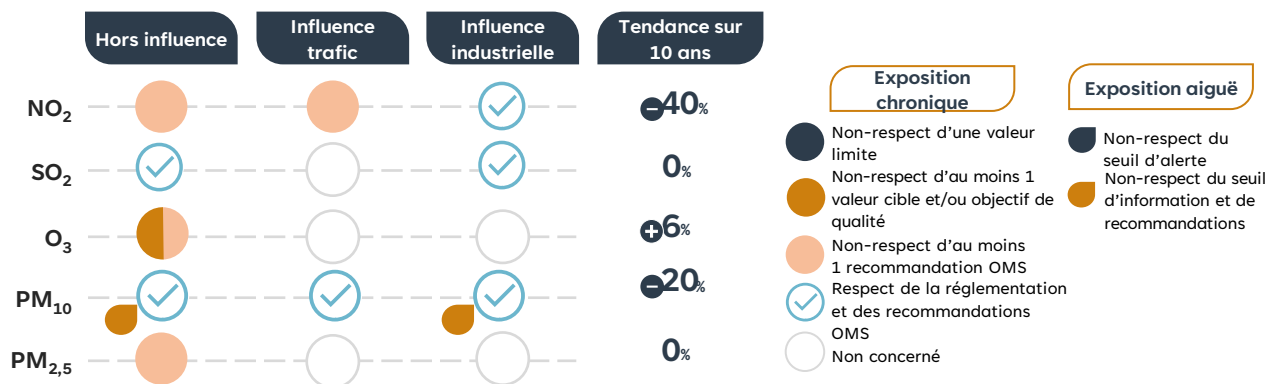 Hors influence
Influence
trafic
Influence
industrielle
Tendance sur
10 ans
NO2
-40%
SO2
0%
O3
+6%
PM10
-20%
PM2,5
0%
Exposition
chronique
Non-respect d'une valeur
limite
Non-respect d'au moins 1
valeur cible et/ou objectif de
qualité
Non-respect d'au moins
1 recommandation OMS
Respect de la réglementation
et des recommandations
OMS
Non concerné
Exposition aiguë
Non-respect du
seuil d'alerte
Non-respect du seuil
d'information et de
recommandations